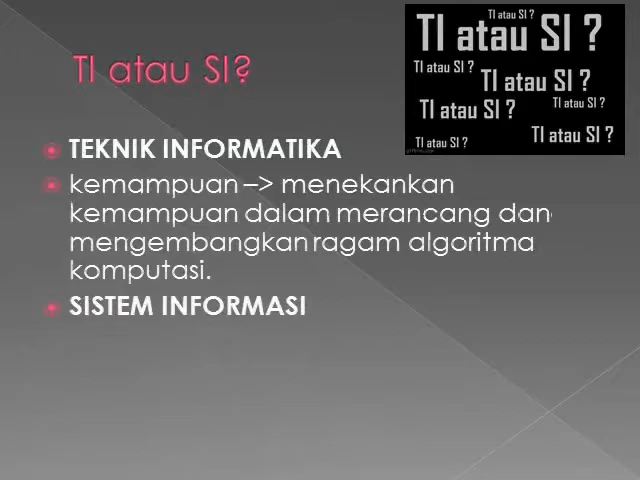 TI atau SI?
TI atau SI ?
TI atau SI ?
TI atau SI ?
TI atau SI ?
TI atau SI ?
TI atau SI ?
TI atau SI ?
TI atau SI ?
TEKNIK INFORMATIKA
kemampuan –> menekankan
kemampuan dalam merancang dan
mengembangkan ragam algoritma
komputasi.
SISTEM INFORMASI